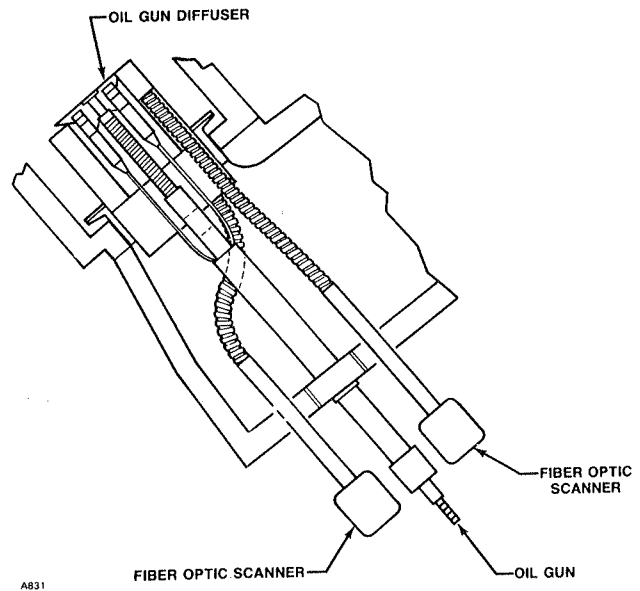 OIL GUN DIFFUSER
FIBER OPTIC
SCANNER
OIL GUN
FIBER OPTIC SCANNER
A831